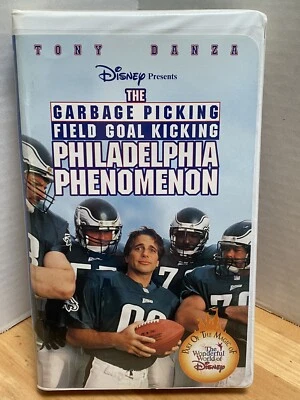 TONY DANZA
Disney Presents
THE
GARBAGE PICKING
FIELD GOAL KICKING
PHILADELPHIA
PHENOMENON
PART OF THE MAGIC OF
The
Wonderful
World of
Disney